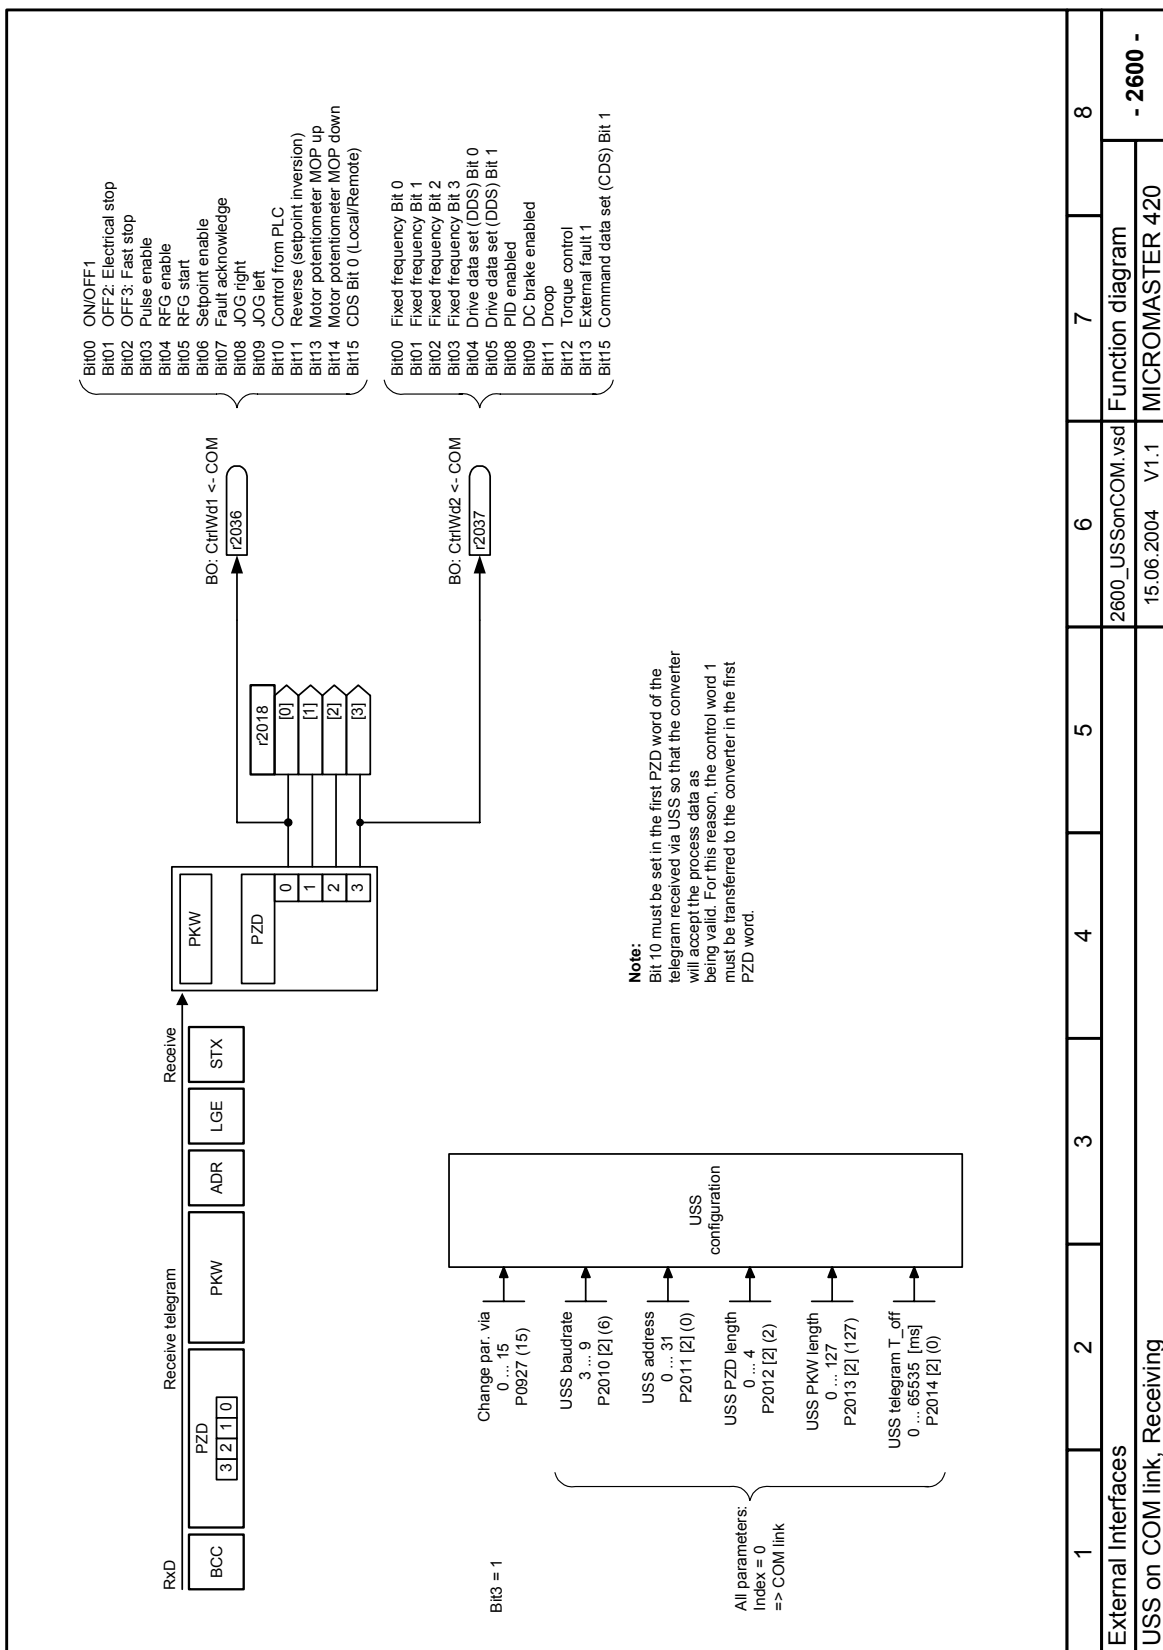 RxD
Receive telegram
Receive
BCC
PZD
3 2 1 0
PKW
ADR
LGE
STX
PKW
PZD
0
1
2
3
r2018
[0]
[1]
[2]
[3]
BO: CtrlWd1 <- COM
r2036
BO: CtrlWd2 <- COM
r2037
Bit00 ON/OFF1
Bit01 OFF2: Electrical stop
Bit02 OFF3: Fast stop
Bit03 Pulse enable
Bit04 RFG enable
Bit05 RFG start
Bit06 Setpoint enable
Bit07 Fault acknowledge
Bit08 JOG right
Bit09 JOG left
Bit10 Control from PLC
Bit11 Reverse (setpoint inversion)
Bit13 Motor potentiometer MOP up
Bit14 Motor potentiometer MOP down
Bit15 CDS Bit 0 (Local/Remote)
Bit00 Fixed frequency Bit 0
Bit01 Fixed frequency Bit 1
Bit02 Fixed frequency Bit 2
Bit03 Fixed frequency Bit 3
Bit04 Drive data set (DDS) Bit 0
Bit05 Drive data set (DDS) Bit 1
Bit08 PID enabled
Bit09 DC brake enabled
Bit11 Droop
Bit12 Torque control
Bit13 External fault 1
Bit15 Command data set (CDS) Bit 1
Bit3 = 1
Change par. via
0 ... 15
P0927 (15)
USS baudrate
3 ... 9
P2010 [2] (6)
USS address
0 ... 31
P2011 [2] (0)
USS PZD length
0 ... 4
P2012 [2] (2)
USS PKW length
0 ... 127
P2013 [2] (127)
USS telegram T_off
0 ... 65535 [ms]
P2014 [2] (0)
All parameters:
Index = 0
=> COM link
USS
configuration
Note:
Bit 10 must be set in the first PZD word of the
telegram received via USS so that the converter
will accept the process data as
being valid. For this reason, the control word 1
must be transferred to the converter in the first
PZD word.
1 2 3 4 5 6 7 8
External Interfaces
2600_USSonCOM.vsd
Function diagram
- 2600 -
USS on COM link, Receiving
15.06.2004 V1.1
MICROMASTER 420